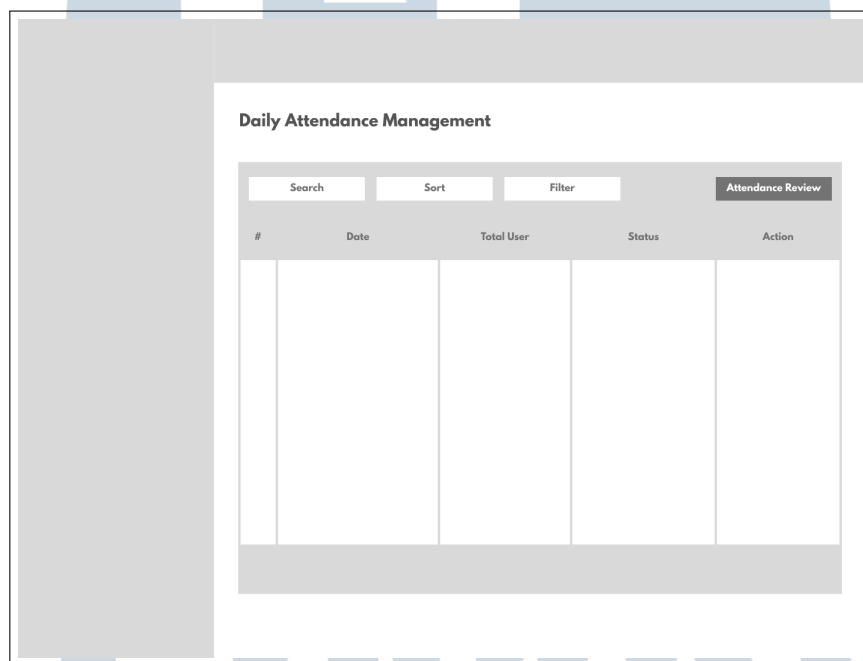 Daily Attendance Management
Search Sort Filter Attendance Review
# Date Total User Status Action